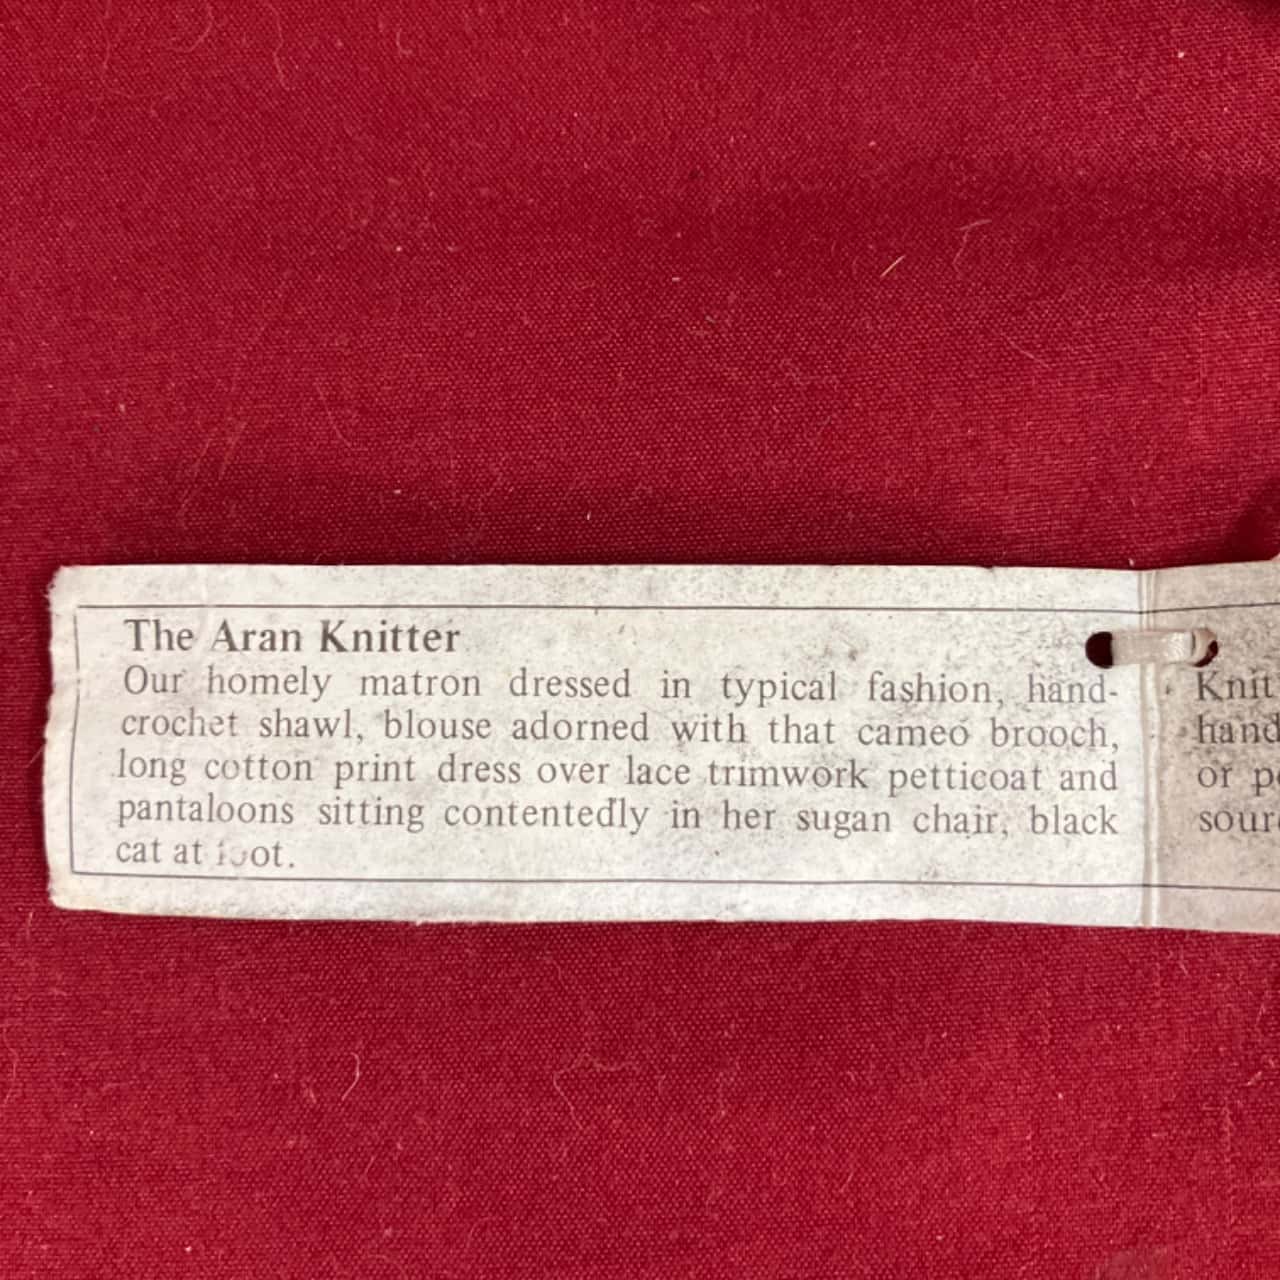 The Aran Knitter
Our homely matron dressed in typical fashion, hand-
crochet shawl, blouse adorned with that cameo brooch,
long cotton print dress over lace trimwork petticoat and
pantaloons sitting contentedly in her sugan chair, black
cat at foot.
Knit
hand
or
sour